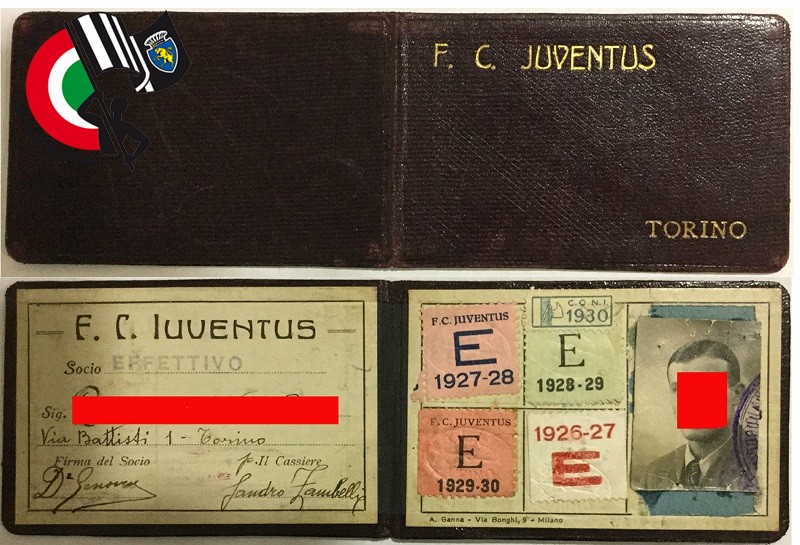 F. C. JUVENTUS
TORINO
F. C. IUVENTUS
Socio EFFETTIVO
Sig.
Via Battisti 1 - Torino
Firma del Socio
p. Il Cassiere
Sandro Zambelli
F.C. JUVENTUS
E
1927-28
C.O.N.I.
1930
E
1928-29
F.C. JUVENTUS
E
1929-30
1926-27
E
A. Ganna - Via Bonghi, 9 - Milano